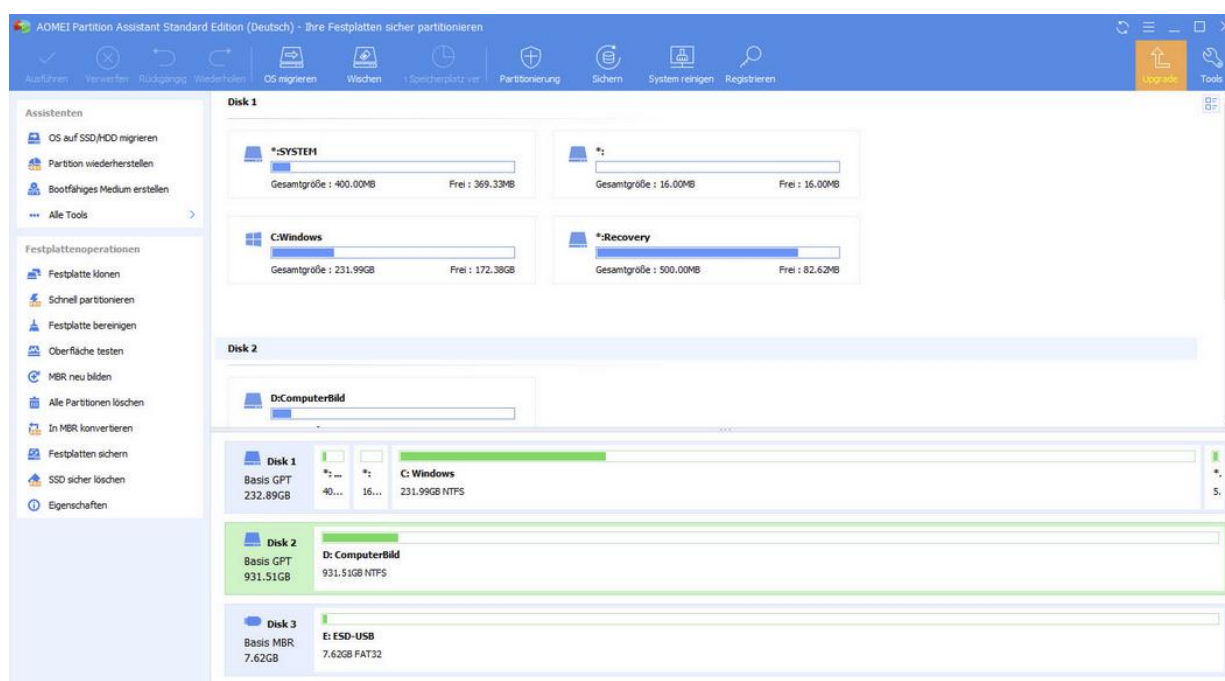 AOMEI Partition Assistant Standard Edition (Deutsch) - Ihre Festplatten sicher partitionieren
Ausführen Verwerfen Rückgängig Wiederholen OS migrieren Wischen Speicherplatz ver Partitionierung Sichern System reinigen Registrieren Upgrade Tools
Assistenten
OS auf SSD/HDD migrieren
Partition wiederherstellen
Bootfähiges Medium erstellen
Alle Tools
Festplattenoperationen
Festplatte klonen
Schnell partitionieren
Festplatte bereinigen
Oberfläche testen
MBR neu bilden
Alle Partitionen löschen
In MBR konvertieren
Festplatten sichern
SSD sicher löschen
Eigenschaften
Disk 1
*:SYSTEM
Gesamtgröße : 400.00MB Frei : 369.33MB
*:
Gesamtgröße : 16.00MB Frei : 16.00MB
C:Windows
Gesamtgröße : 231.99GB Frei : 172.38GB
*:Recovery
Gesamtgröße : 500.00MB Frei : 82.62MB
Disk 2
D:ComputerBild
Disk 1
Basis GPT
232.89GB
*: ...
40...
*:
16...
C: Windows
231.99GB NTFS
*.
5.
Disk 2
Basis GPT
931.51GB
D: ComputerBild
931.51GB NTFS
Disk 3
Basis MBR
7.62GB
E: ESD-USB
7.62GB FAT32